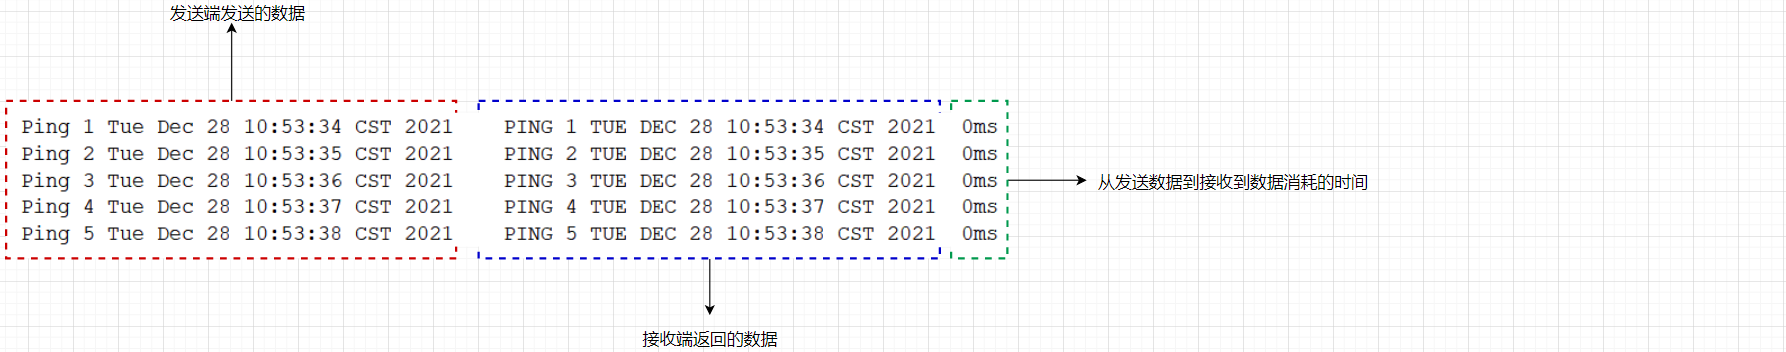 发送端发送的数据
Ping 1 Tue Dec 28 10:53:34 CST 2021 PING 1 TUE DEC 28 10:53:34 CST 2021 0ms
Ping 2 Tue Dec 28 10:53:35 CST 2021 PING 2 TUE DEC 28 10:53:35 CST 2021 0ms
Ping 3 Tue Dec 28 10:53:36 CST 2021 PING 3 TUE DEC 28 10:53:36 CST 2021 0ms
从发送数据到接收到数据消耗的时间
Ping 4 Tue Dec 28 10:53:37 CST 2021 PING 4 TUE DEC 28 10:53:37 CST 2021 0ms
Ping 5 Tue Dec 28 10:53:38 CST 2021 PING 5 TUE DEC 28 10:53:38 CST 2021 0ms
接收端返回的数据